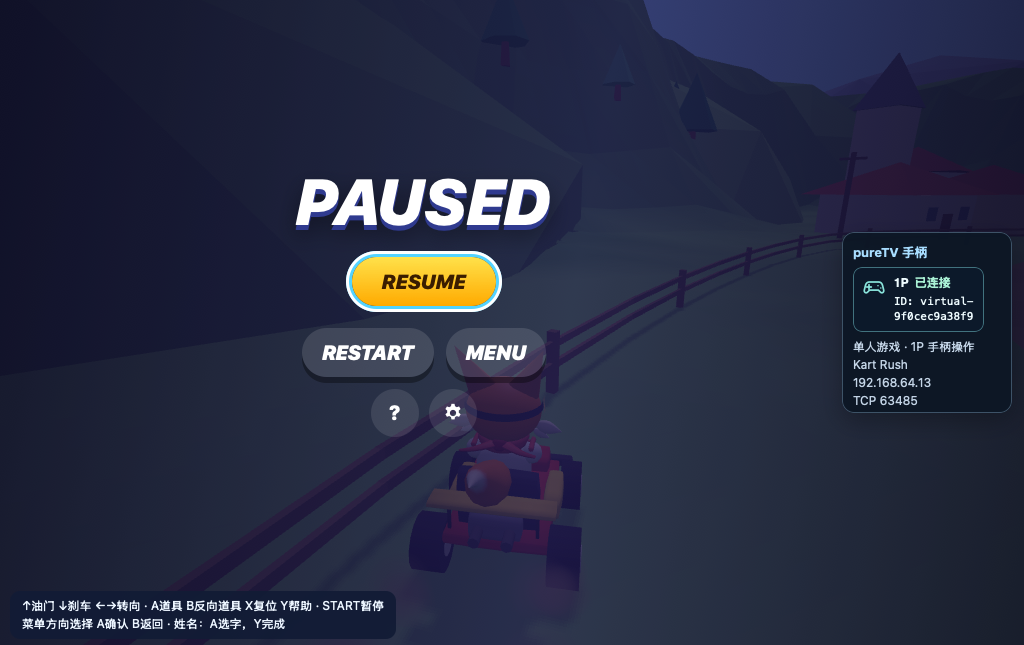 PAUSED
RESUME
RESTART
MENU
?
pureTV 手柄
1P 已连接
ID: virtual-
9f0cec9a38f9
单人游戏 · 1P 手柄操作
Kart Rush
192.168.64.13
TCP 63485
↑油门 ↓刹车 ←→转向 · A道具 B反向道具 X复位 Y帮助 · START暂停
菜单方向选择 A确认 B返回 · 姓名：A选字，Y完成